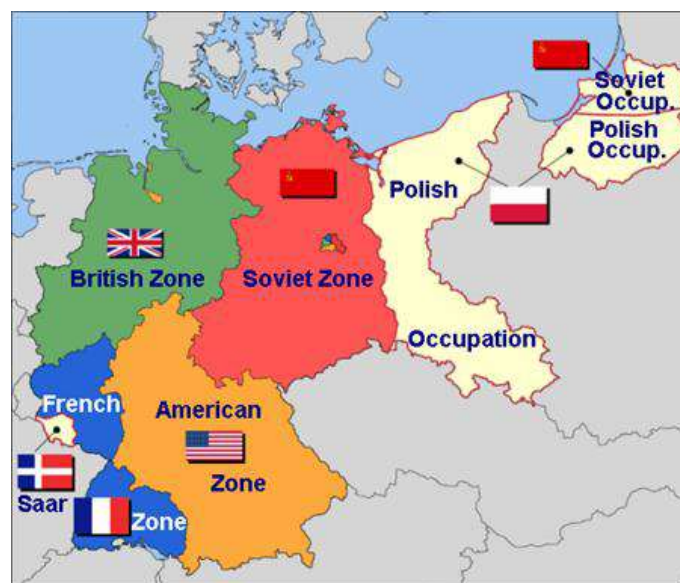 Soviet
Occup.
Polish
Occup.
Polish
British Zone
Soviet Zone
Occupation
French
American
Zone
Saar
Zone